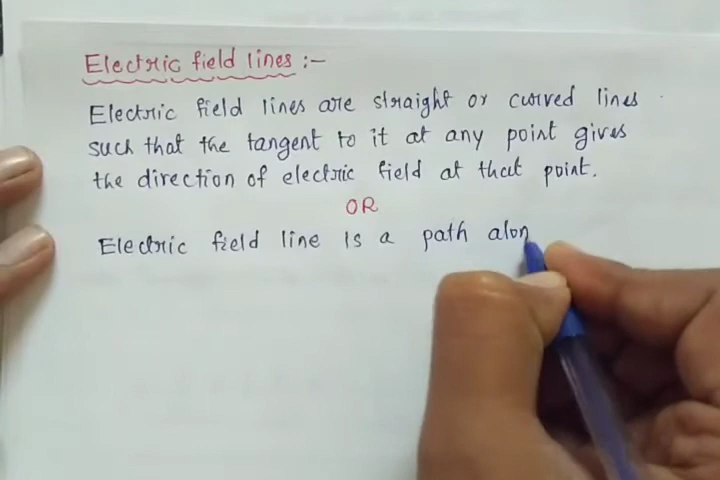 Electric field lines :-
Electric field lines are straight or curved lines
such that the tangent to it at any point gives
the direction of electric field at that point.
OR
Electric field line is a path alon